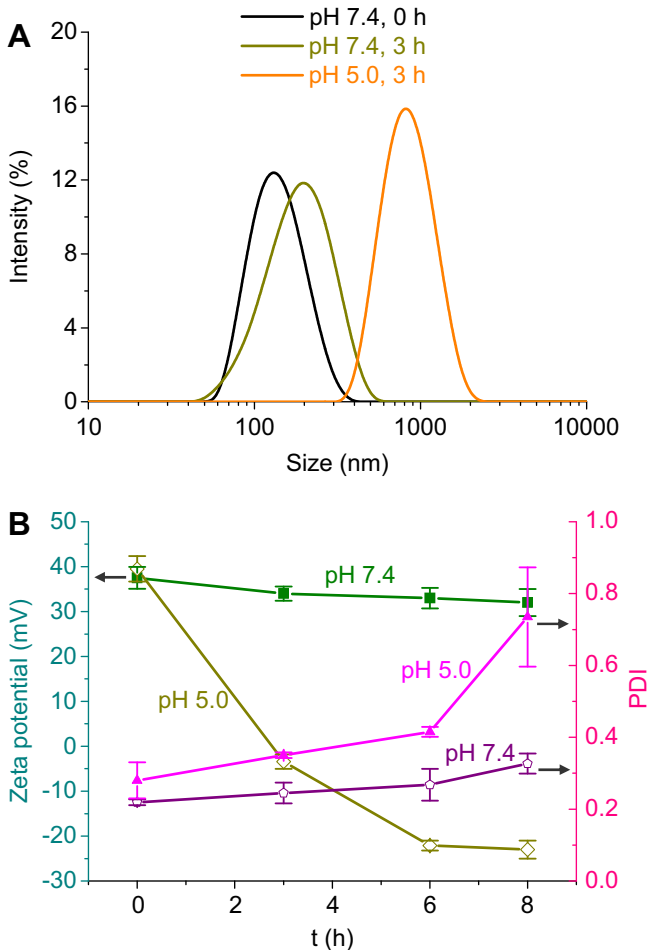 A
pH 7.4, 0 h
pH 7.4, 3 h
pH 5.0, 3 h
Intensity (%)
20
16
12
8
4
0
10
100
1000
10000
Size (nm)
B
Zeta potential (mV)
50
40
30
20
10
0
-10
-20
-30
pH 7.4
pH 5.0
pH 5.0
pH 7.4
1.0
0.8
0.6
0.4
0.2
0.0
PDI
0
2
4
6
8
t (h)